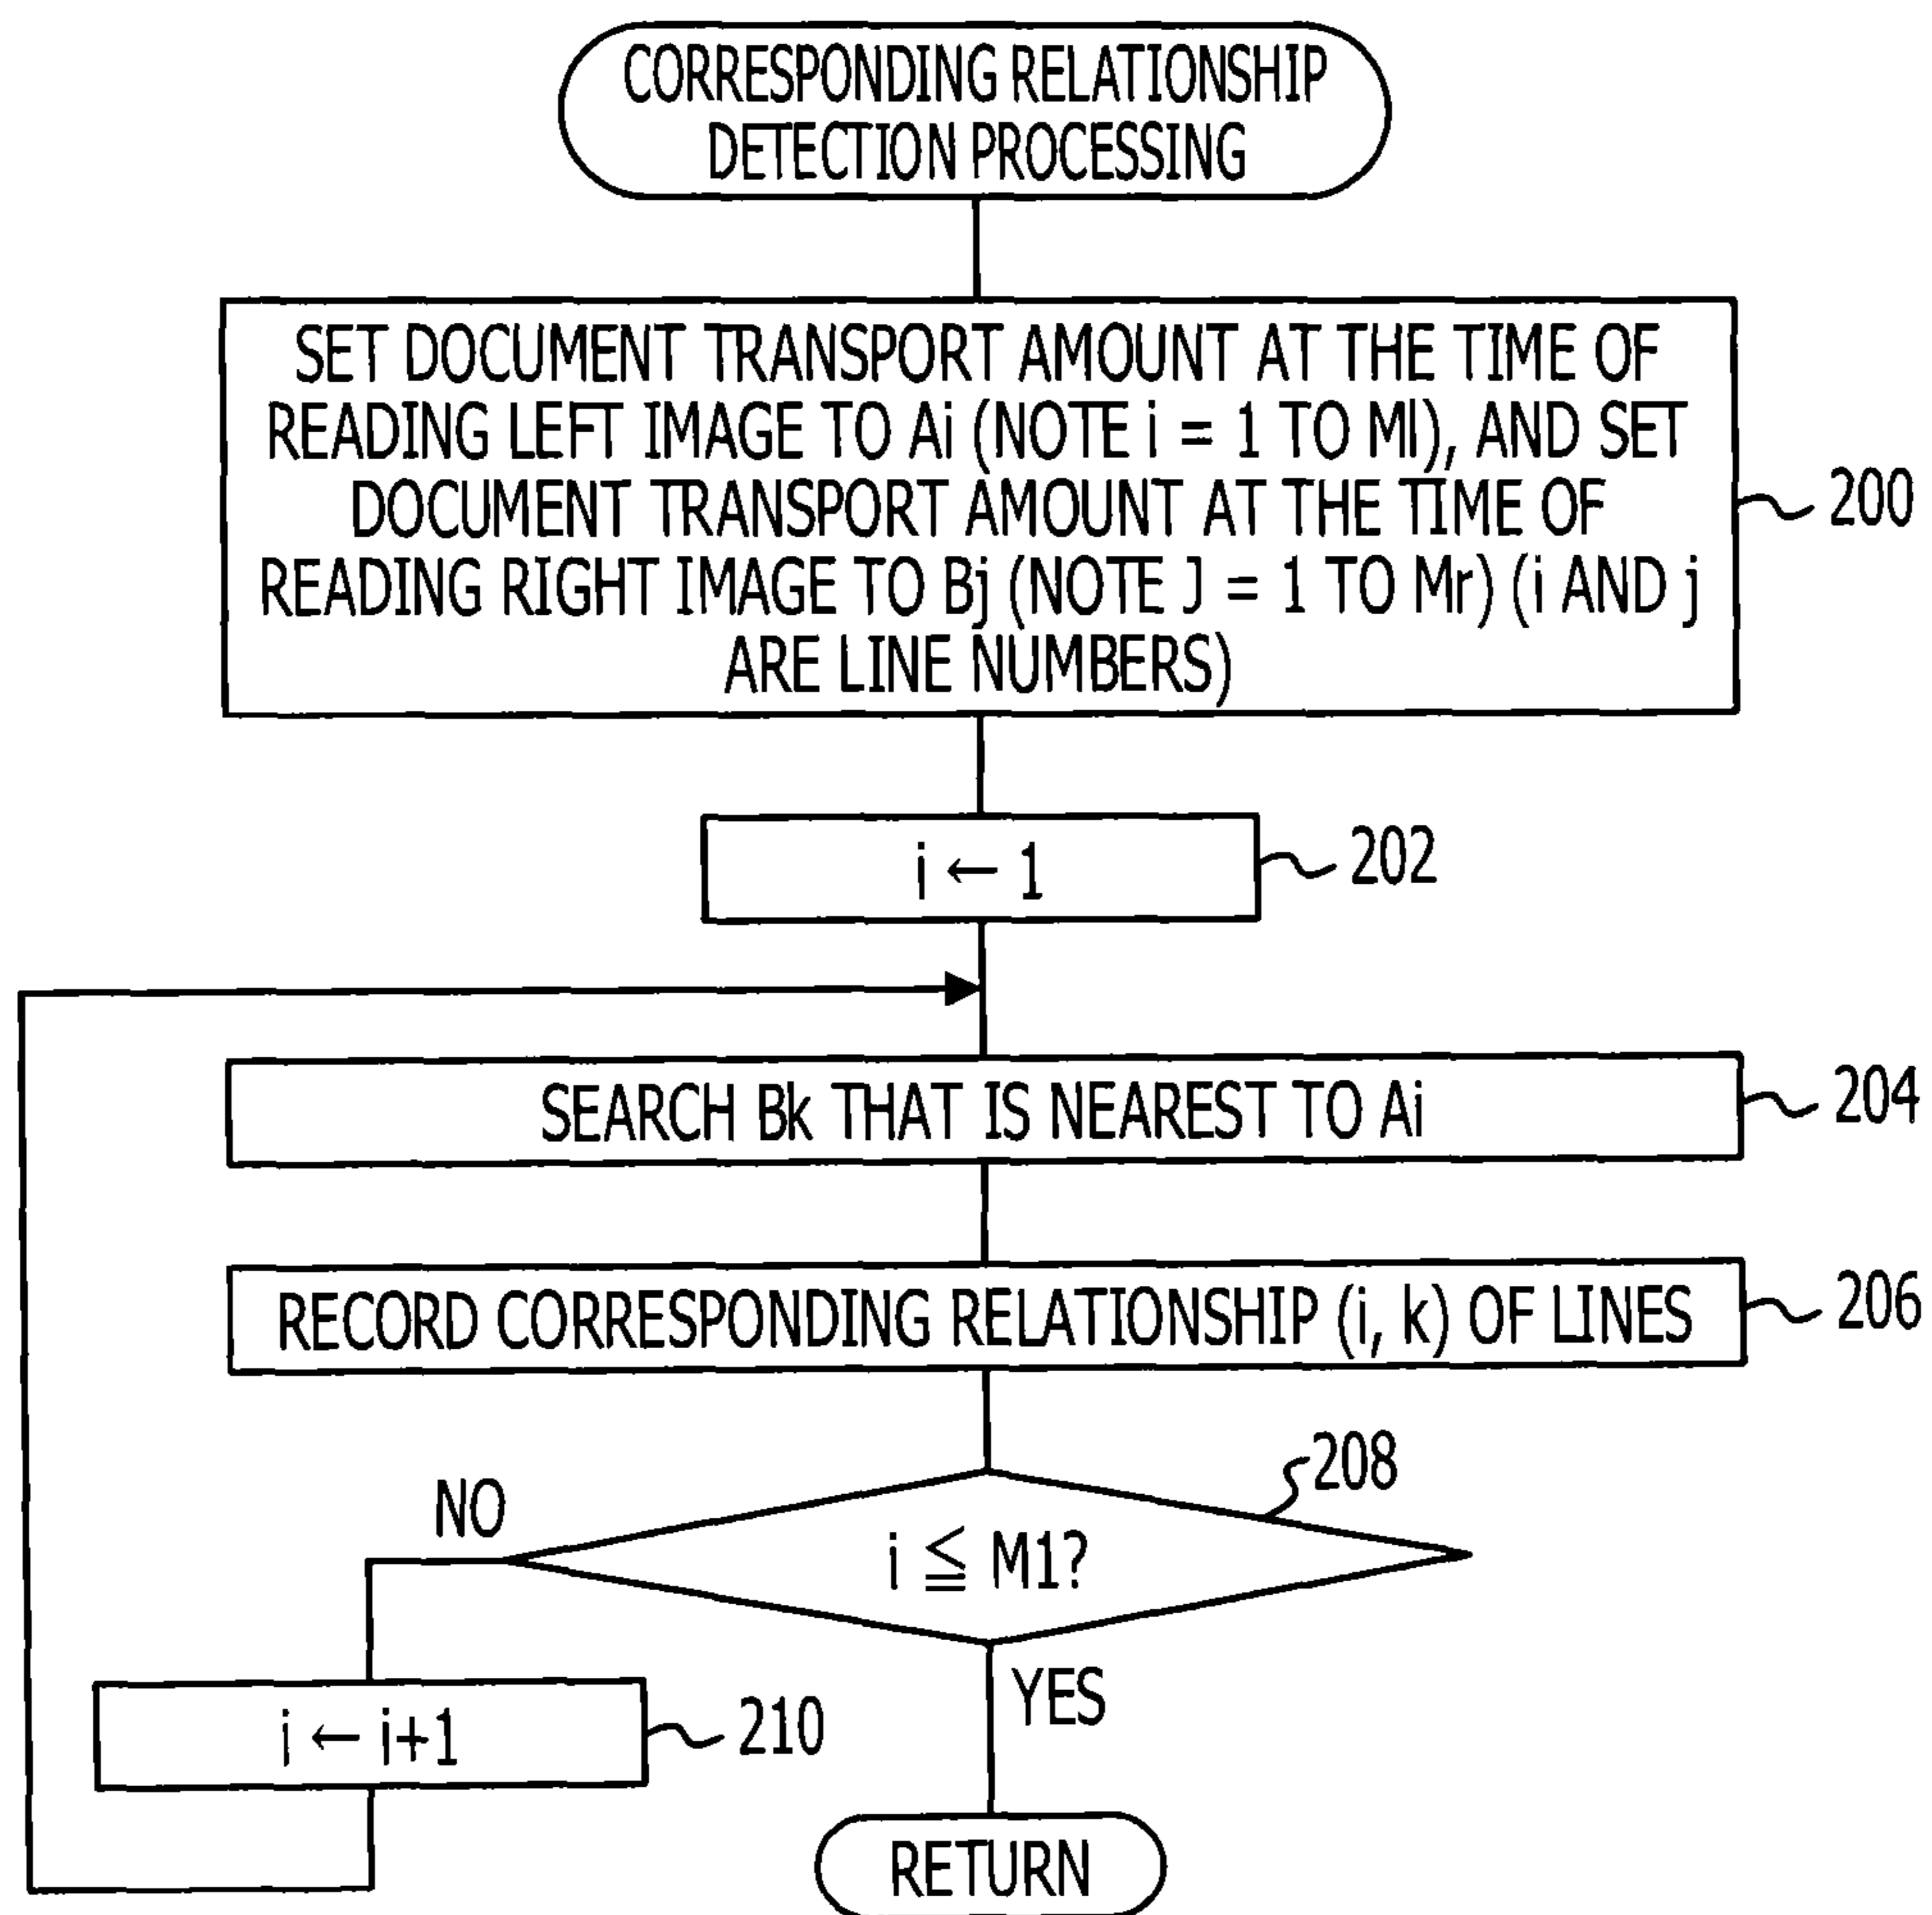 CORRESPONDING RELATIONSHIP
DETECTION PROCESSING
SET DOCUMENT TRANSPORT AMOUNT AT THE TIME OF
READING LEFT IMAGE TO Ai (NOTE i = 1 TO Ml), AND SET
DOCUMENT TRANSPORT AMOUNT AT THE TIME OF
READING RIGHT IMAGE TO Bj (NOTE J = 1 TO Mr) (i AND j
ARE LINE NUMBERS)
200
i ← 1
202
SEARCH Bk THAT IS NEAREST TO Ai
204
RECORD CORRESPONDING RELATIONSHIP (i, k) OF LINES
206
208
NO
i ≦ M1?
YES
i ← i+1
210
RETURN